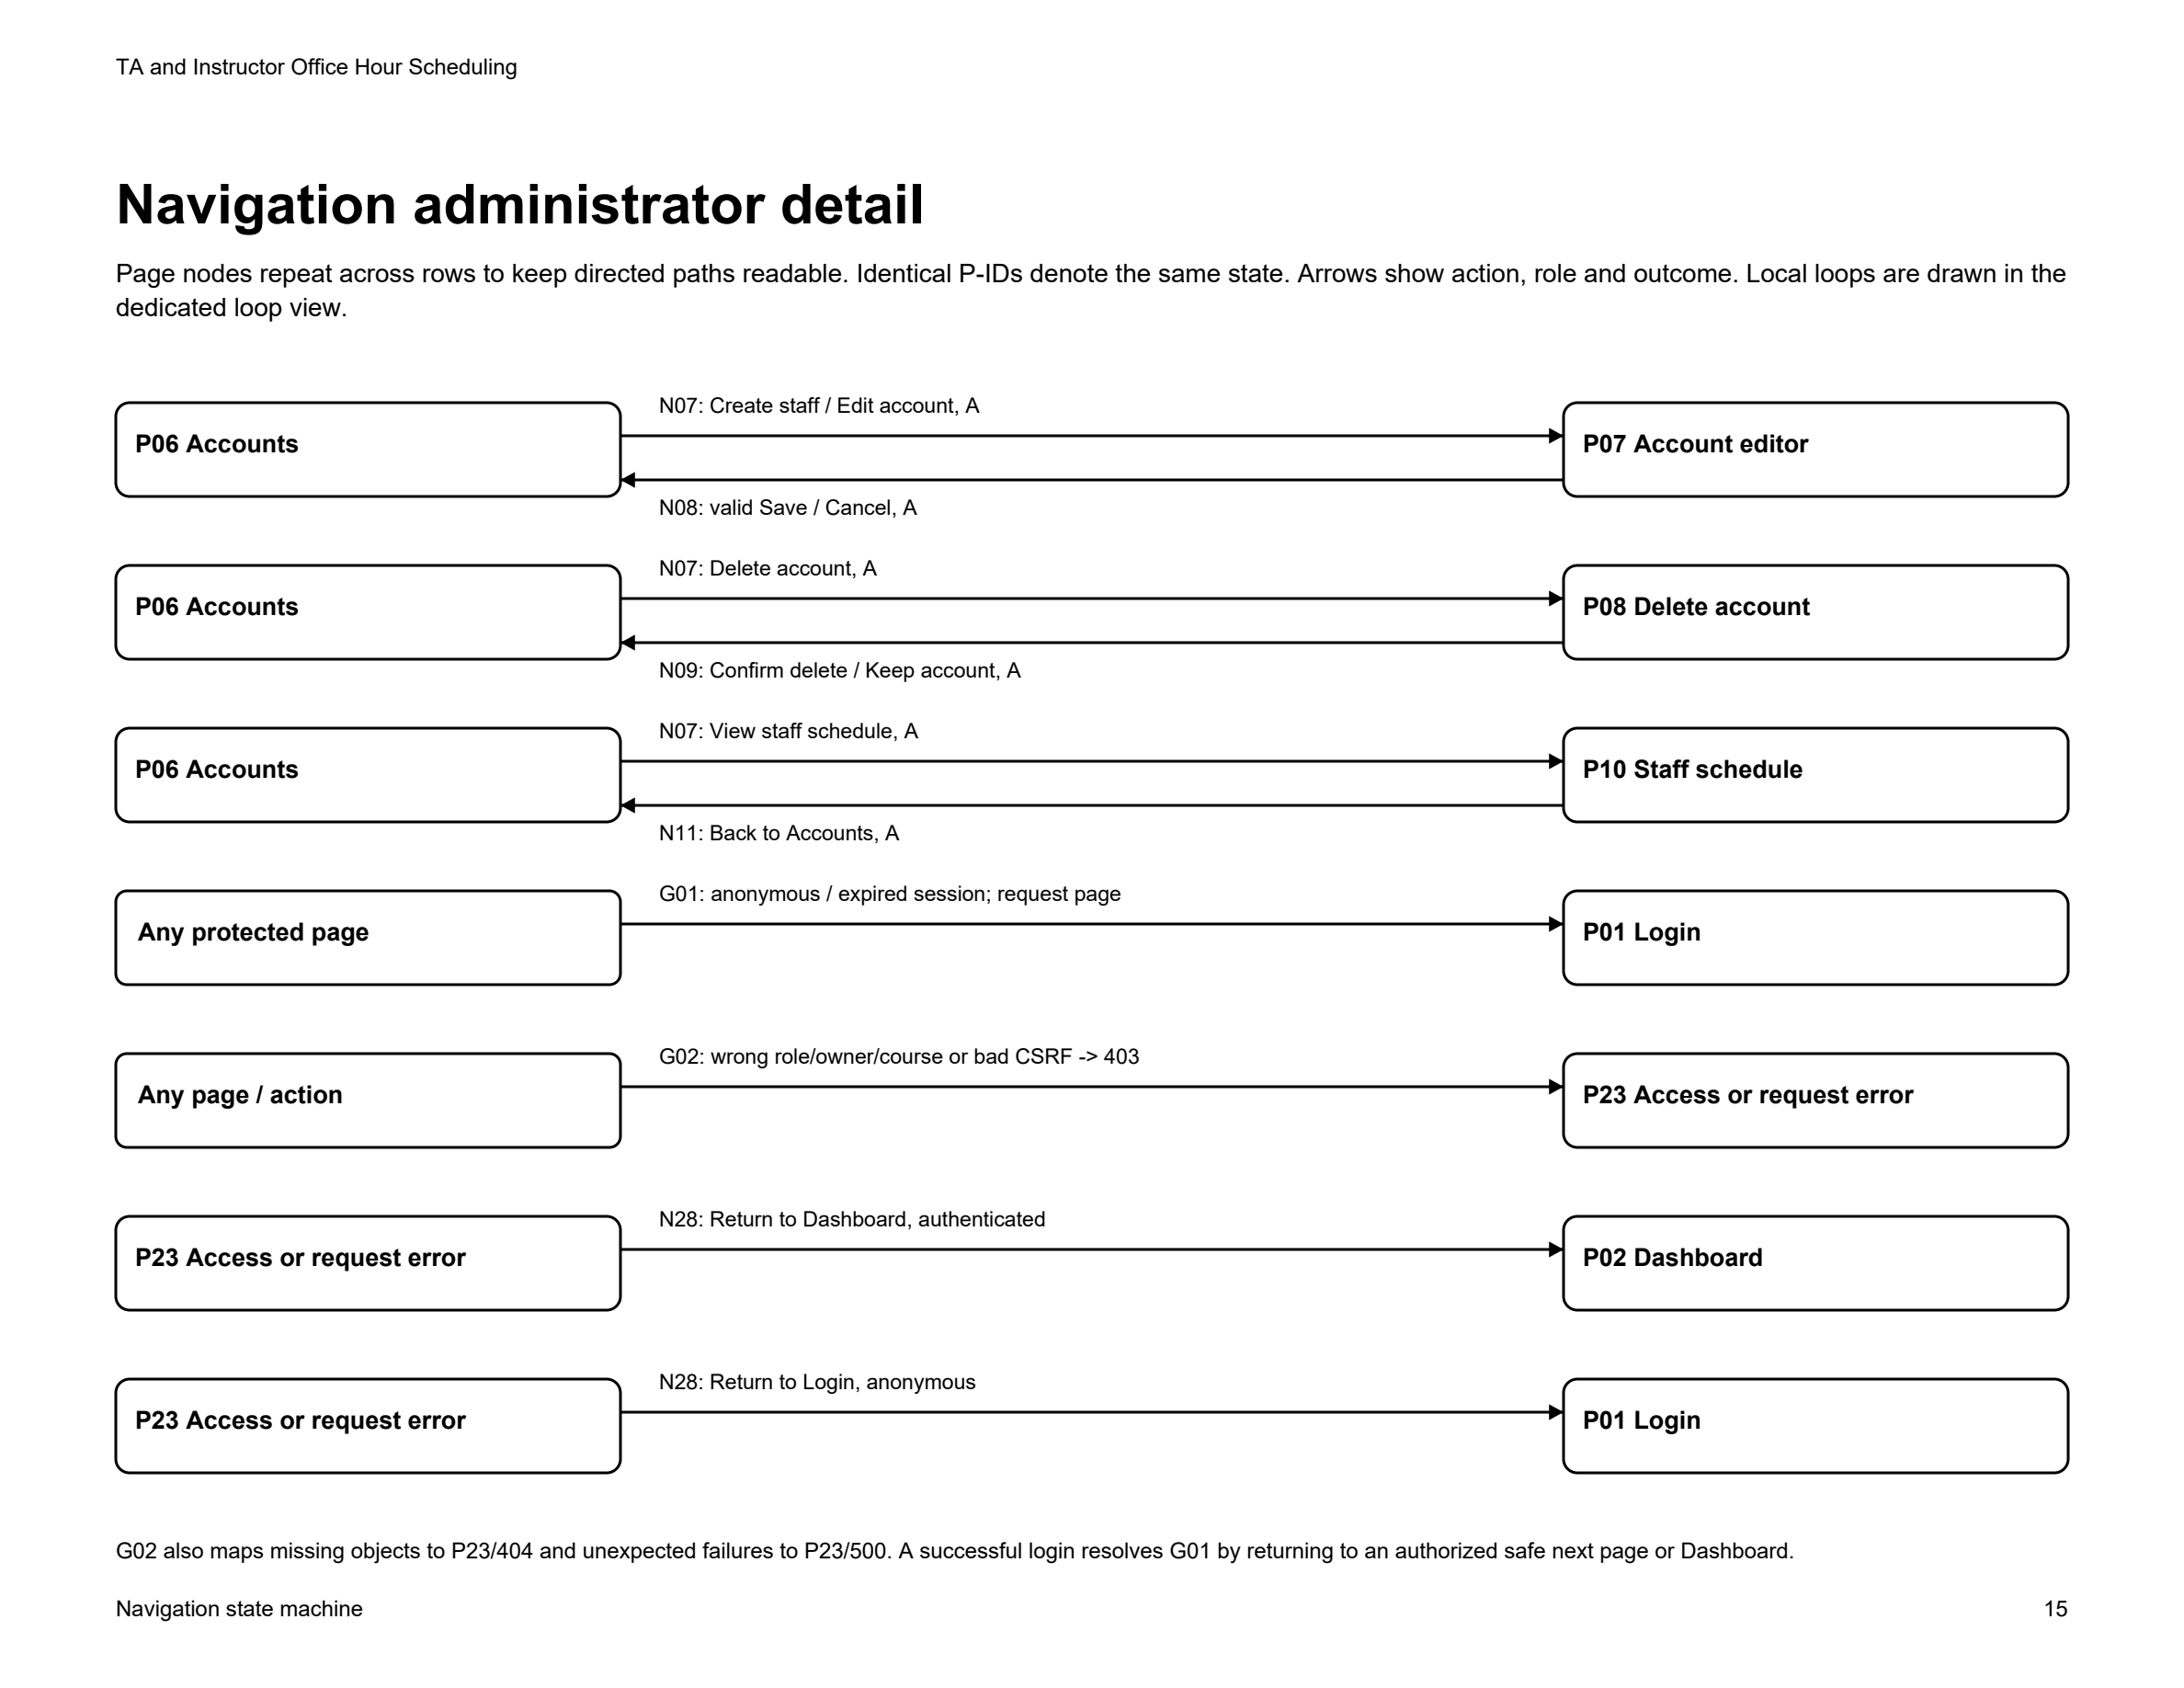 TA and Instructor Office Hour Scheduling
Navigation administrator detail
Page nodes repeat across rows to keep directed paths readable. Identical P-IDs denote the same state. Arrows show action, role and outcome. Local loops are drawn in the
dedicated loop view.
N07: Create staff / Edit account, A
P06 Accounts
P07 Account editor
N08: valid Save / Cancel, A
N07: Delete account, A
P06 Accounts
P08 Delete account
N09: Confirm delete / Keep account, A
N07: View staff schedule, A
P06 Accounts
P10 Staff schedule
N11: Back to Accounts, A
G01: anonymous / expired session; request page
Any protected page
P01 Login
G02: wrong role/owner/course or bad CSRF -> 403
Any page / action
P23 Access or request error
N28: Return to Dashboard, authenticated
P23 Access or request error
P02 Dashboard
N28: Return to Login, anonymous
P23 Access or request error
P01 Login
G02 also maps missing objects to P23/404 and unexpected failures to P23/500. A successful login resolves G01 by returning to an authorized safe next page or Dashboard.
Navigation state machine
15